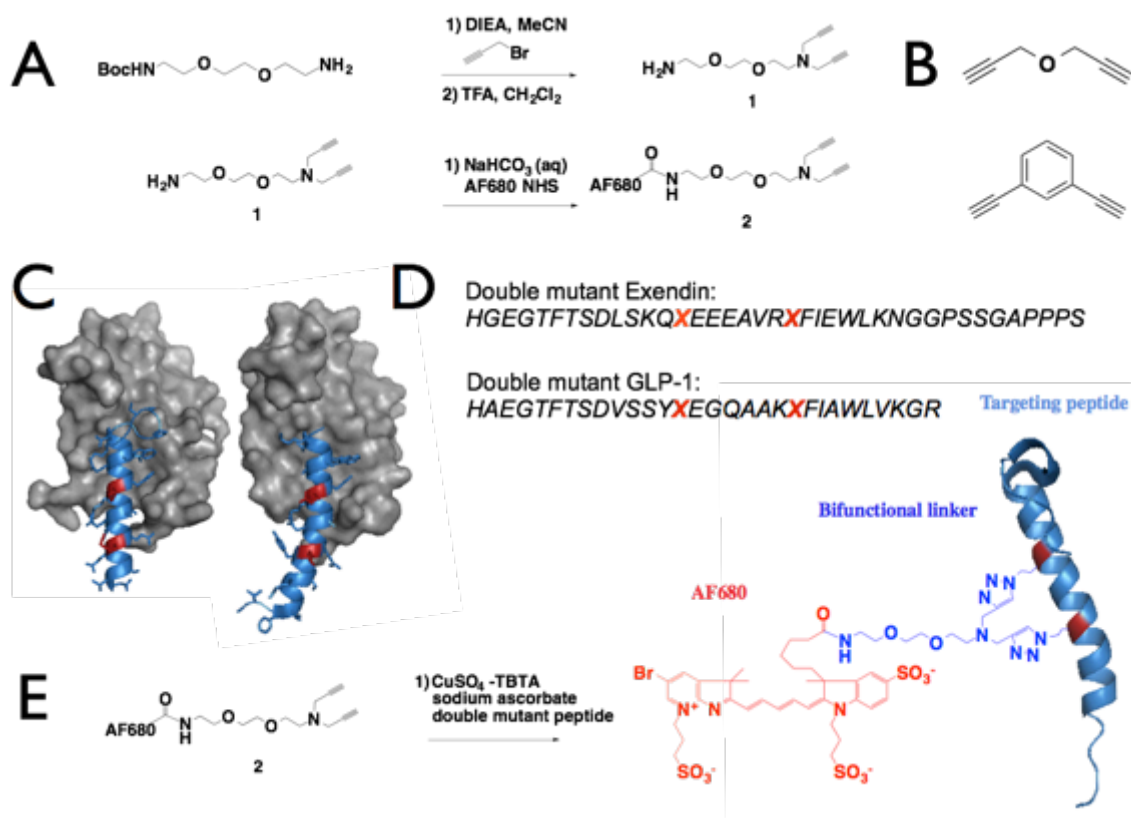 A
BocHN
O
O
NH2
1) DIEA, MeCN
Br
2) TFA, CH2Cl2
H2N
O
O
N
1
B
O
H2N
O
O
N
1
1) NaHCO3 (aq)
AF680 NHS
O
AF680
N
H
O
O
N
2
C
D
Double mutant Exendin:
HGEGTFTSDLSKQXEEEAVRXFIEWLKNGGPSSGAPPPS
Double mutant GLP-1:
HAEGTFTSDVSSYXEGQAAKXFIAWLVKGR
Targeting peptide
Bifunctional linker
AF680
N
N
N
O
N
H
O
O
N
N
N
N
Br
N+
N
N
SO3-
SO3-
SO3-
E
O
AF680
N
H
O
O
N
2
1) CuSO4 -TBTA
sodium ascorbate
double mutant peptide